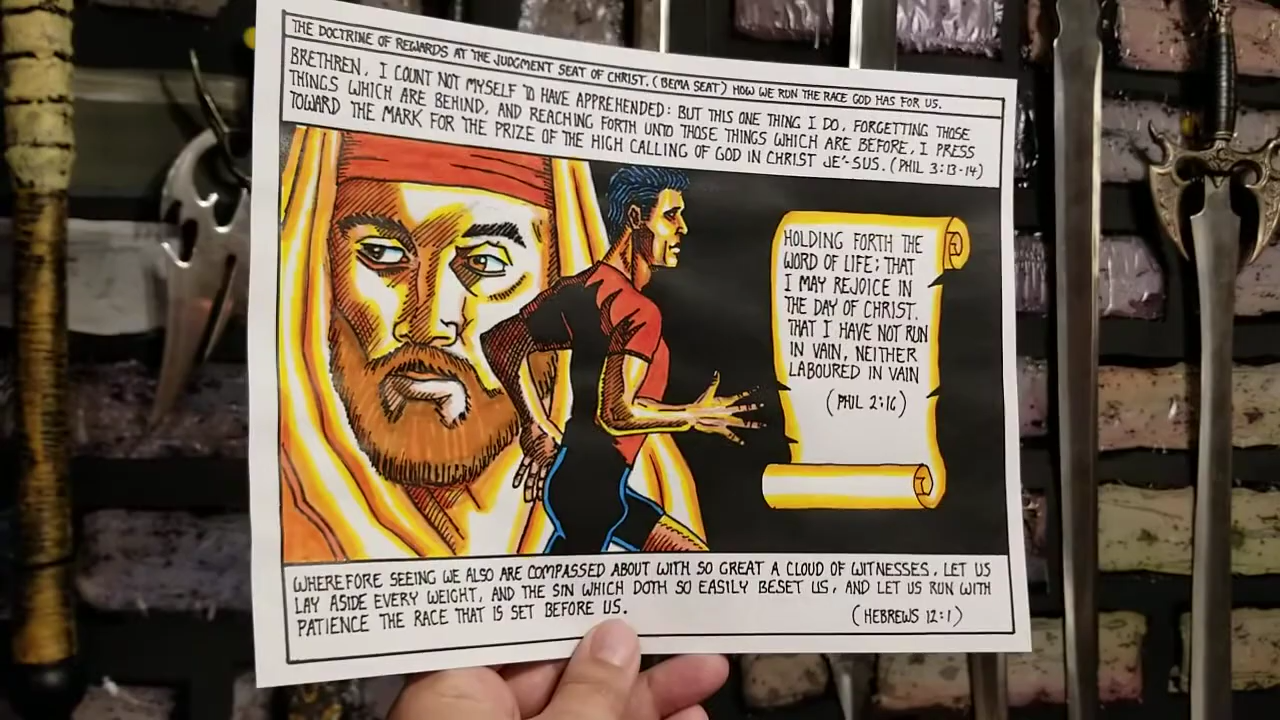 THE DOCTRINE OF REWARDS AT THE JUDGMENT SEAT OF CHRIST. (BEMA SEAT) HOW WE RUN THE RACE GOD HAS FOR US.
BRETHREN, I COUNT NOT MYSELF TO HAVE APPREHENDED: BUT THIS ONE THING I DO, FORGETTING THOSE
THINGS WHICH ARE BEHIND, AND REACHING FORTH UNTO THOSE THINGS WHICH ARE BEFORE, I PRESS
TOWARD THE MARK FOR THE PRIZE OF THE HIGH CALLING OF GOD IN CHRIST JE'-SUS. (PHIL 3:13-14)
HOLDING FORTH THE
WORD OF LIFE; THAT
I MAY REJOICE IN
THE DAY OF CHRIST.
THAT I HAVE NOT RUN
IN VAIN, NEITHER
LABOURED IN VAIN
(PHIL 2:16)
WHEREFORE SEEING WE ALSO ARE COMPASSED ABOUT WITH SO GREAT A CLOUD OF WITNESSES, LET US
LAY ASIDE EVERY WEIGHT, AND THE SIN WHICH DOTH SO EASILY BESET US, AND LET US RUN WITH
PATIENCE THE RACE THAT IS SET BEFORE US. (HEBREWS 12:1)